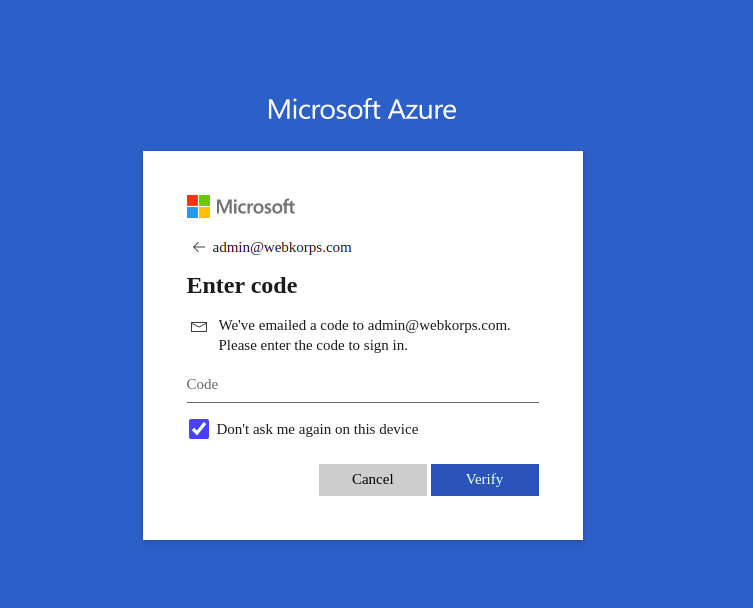 Microsoft Azure
Microsoft
admin@webkorps.com
Enter code
We've emailed a code to admin@webkorps.com.
Please enter the code to sign in.
Code
Don't ask me again on this device
Cancel Verify